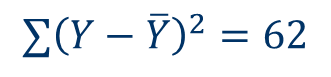 ∑(Y − Ȳ)² = 62